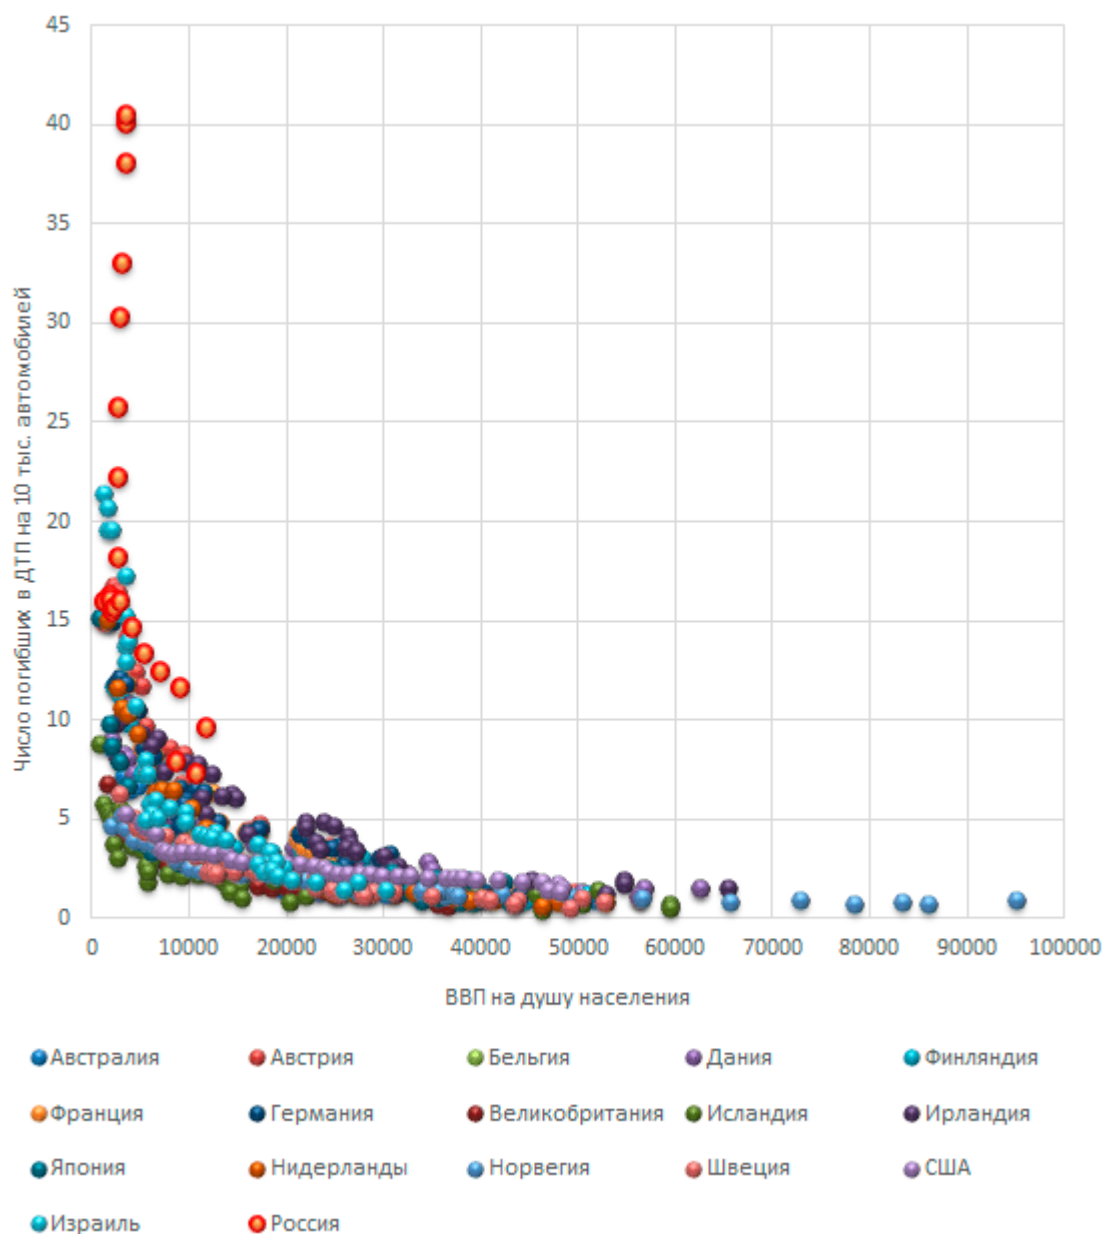 45
40
35
30
25
20
15
10
5
0
Число погибших в ДТП на 10 тыс. автомобилей
0 10000 20000 30000 40000 50000 60000 70000 80000 90000 100000
ВВП на душу населения
Австралия Австрия Бельгия Дания Финляндия
Франция Германия Великобритания Исландия Ирландия
Япония Нидерланды Норвегия Швеция США
Израиль Россия